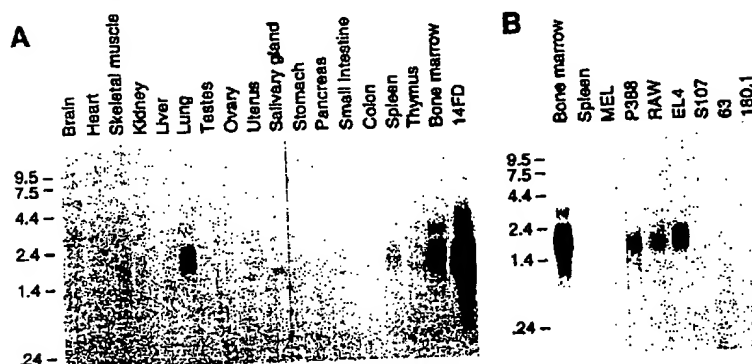 A
Brain
Heart
Skeletal muscle
Kidney
Liver
Lung
Testes
Ovary
Uterus
Salivary gland
Stomach
Pancreas
Small Intestine
Colon
Spleen
Thymus
Bone marrow
14FD
9.5 –
7.5 –
4.4 –
2.4 –
1.4 –
.24 –
B
Bone marrow
Spleen
MEL
P388
RAW
EL4
S107
63
180.1
9.5 –
7.5 –
4.4 –
2.4 –
1.4 –
.24 –